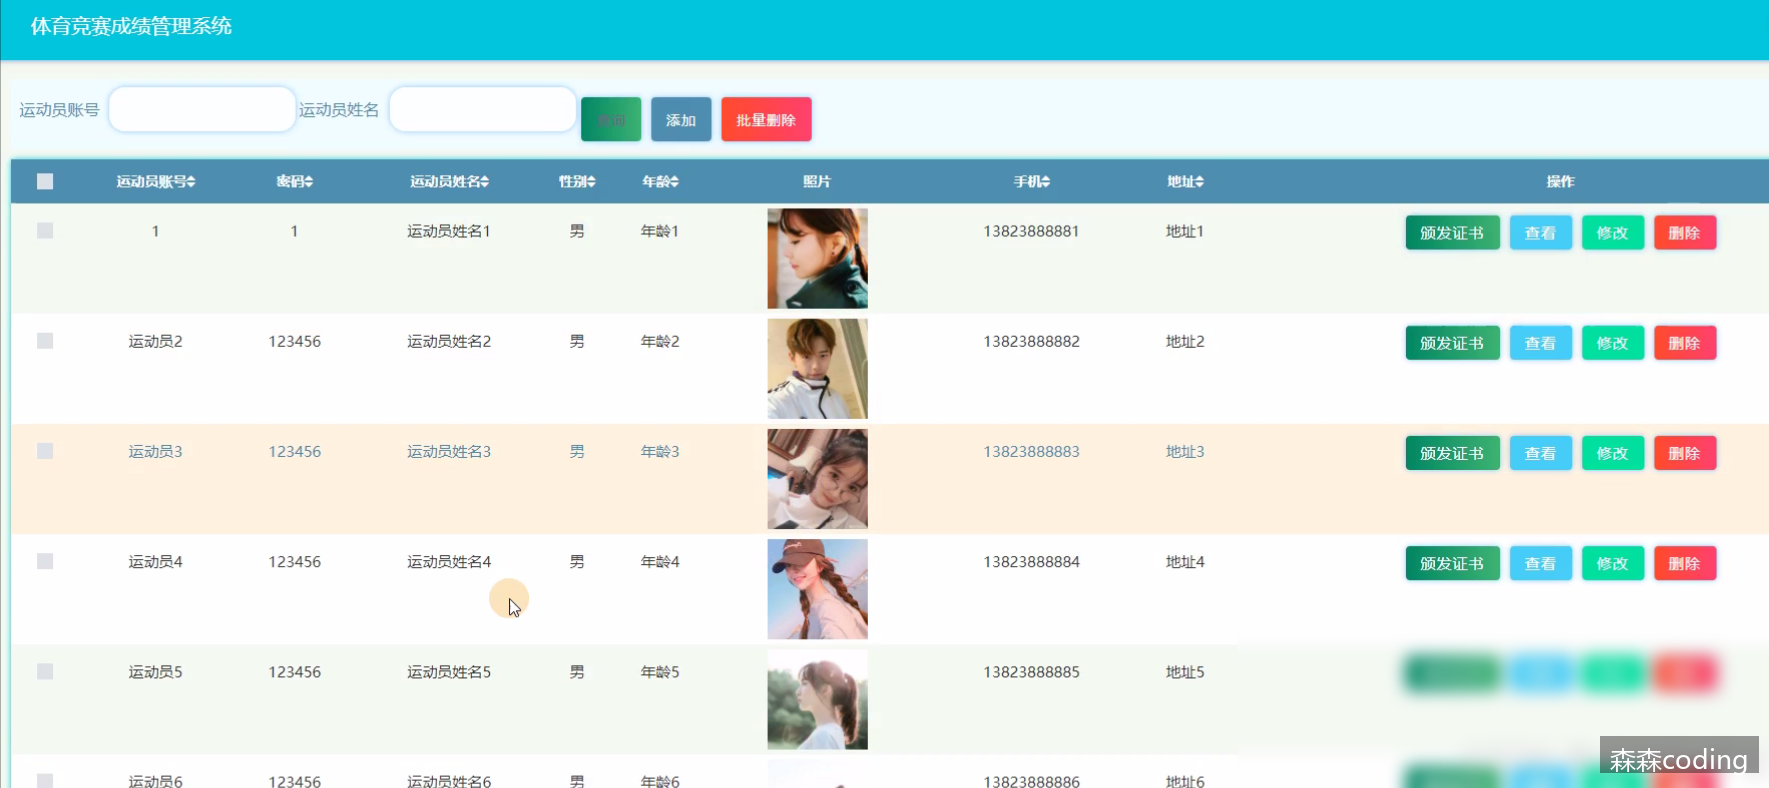 体育竞赛成绩管理系统
运动员账号 运动员姓名 查询 添加 批量删除
运动员账号 密码 运动员姓名 性别 年龄 照片 手机 地址 操作
1 1 运动员姓名1 男 年龄1 13823888881 地址1 颁发证书 查看 修改 删除
运动员2 123456 运动员姓名2 男 年龄2 13823888882 地址2 颁发证书 查看 修改 删除
运动员3 123456 运动员姓名3 男 年龄3 13823888883 地址3 颁发证书 查看 修改 删除
运动员4 123456 运动员姓名4 男 年龄4 13823888884 地址4 颁发证书 查看 修改 删除
运动员5 123456 运动员姓名5 男 年龄5 13823888885 地址5
运动员6 123456 运动员姓名6 男 年龄6 13823888886 地址6
森森coding